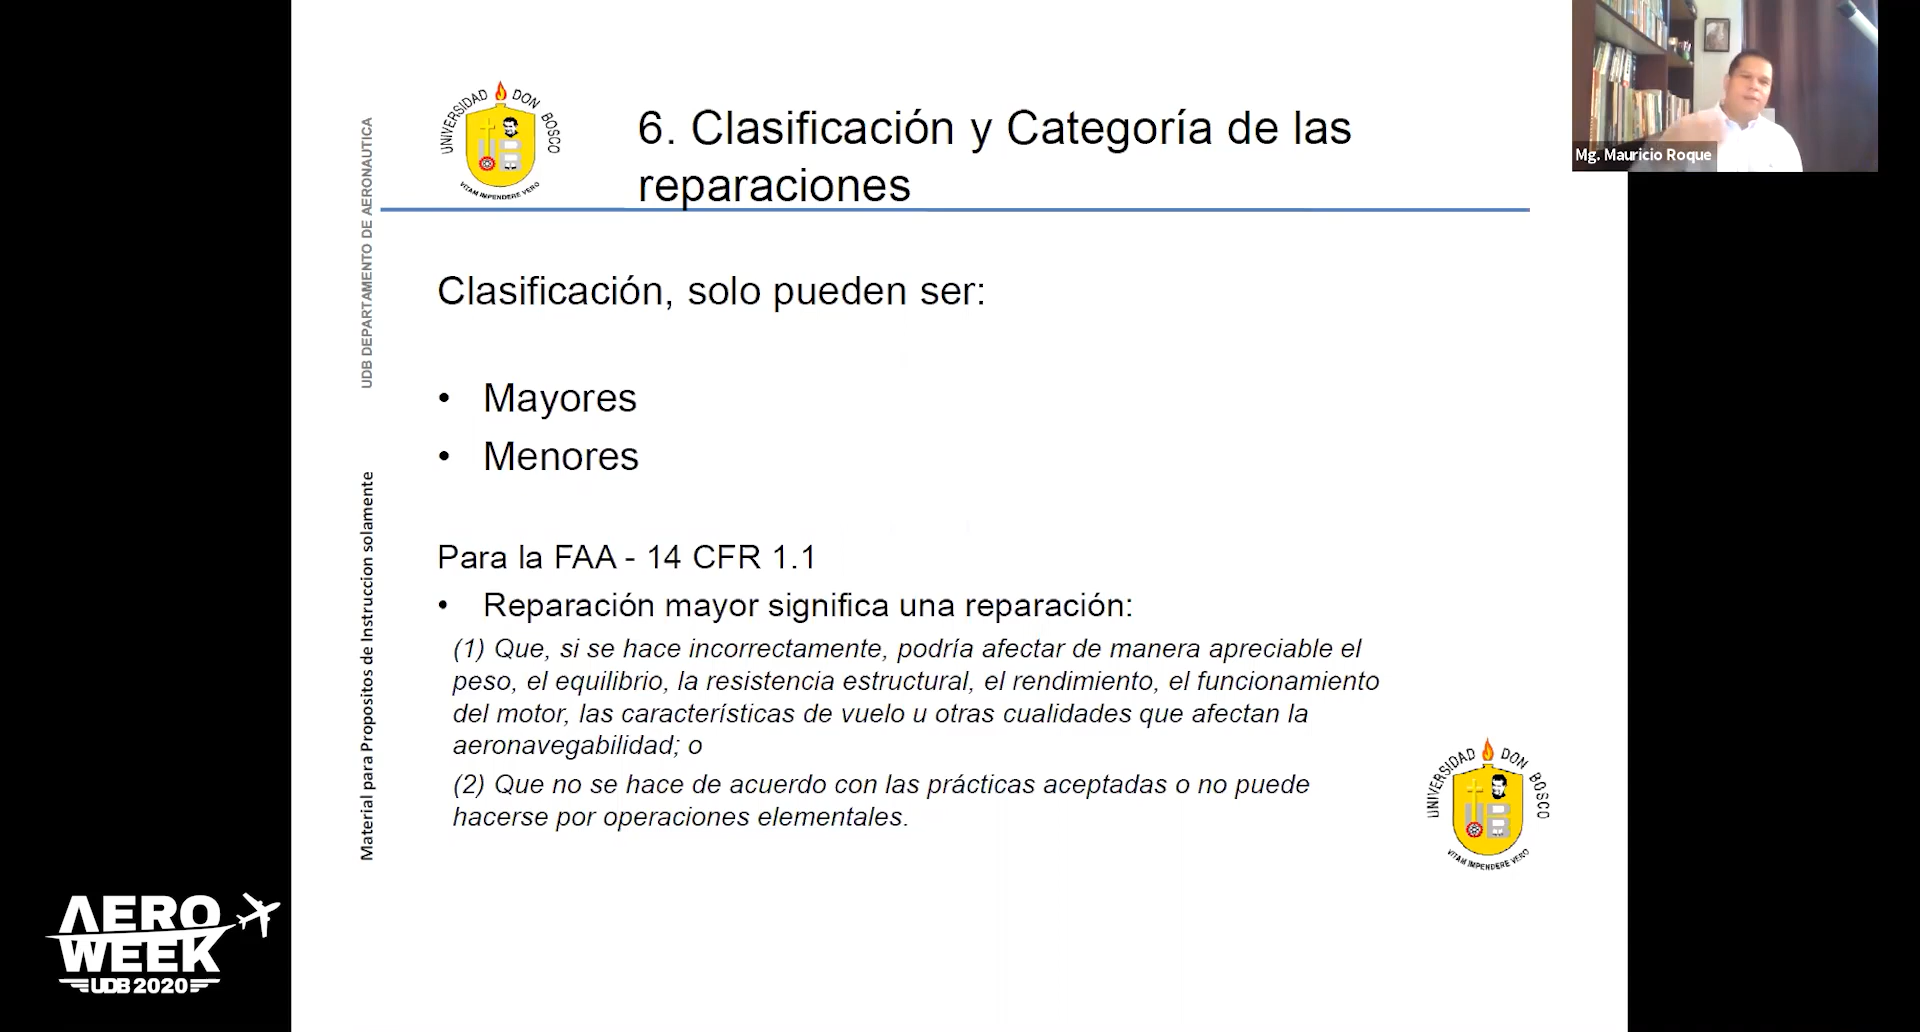 UNIVERSIDAD DON BOSCO
VITAM IMPENDERE VERO
6. Clasificación y Categoría de las
reparaciones
Mg. Mauricio Roque
UDB DEPARTAMENTO DE AERONAUTICA
Material para Propositos de Instruccion solamente
Clasificación, solo pueden ser:
• Mayores
• Menores
Para la FAA - 14 CFR 1.1
• Reparación mayor significa una reparación:
(1) Que, si se hace incorrectamente, podría afectar de manera apreciable el
peso, el equilibrio, la resistencia estructural, el rendimiento, el funcionamiento
del motor, las características de vuelo u otras cualidades que afectan la
aeronavegabilidad; o
(2) Que no se hace de acuerdo con las prácticas aceptadas o no puede
hacerse por operaciones elementales.
UNIVERSIDAD DON BOSCO
VITAM IMPENDERE VERO
AERO
WEEK
UDB 2020